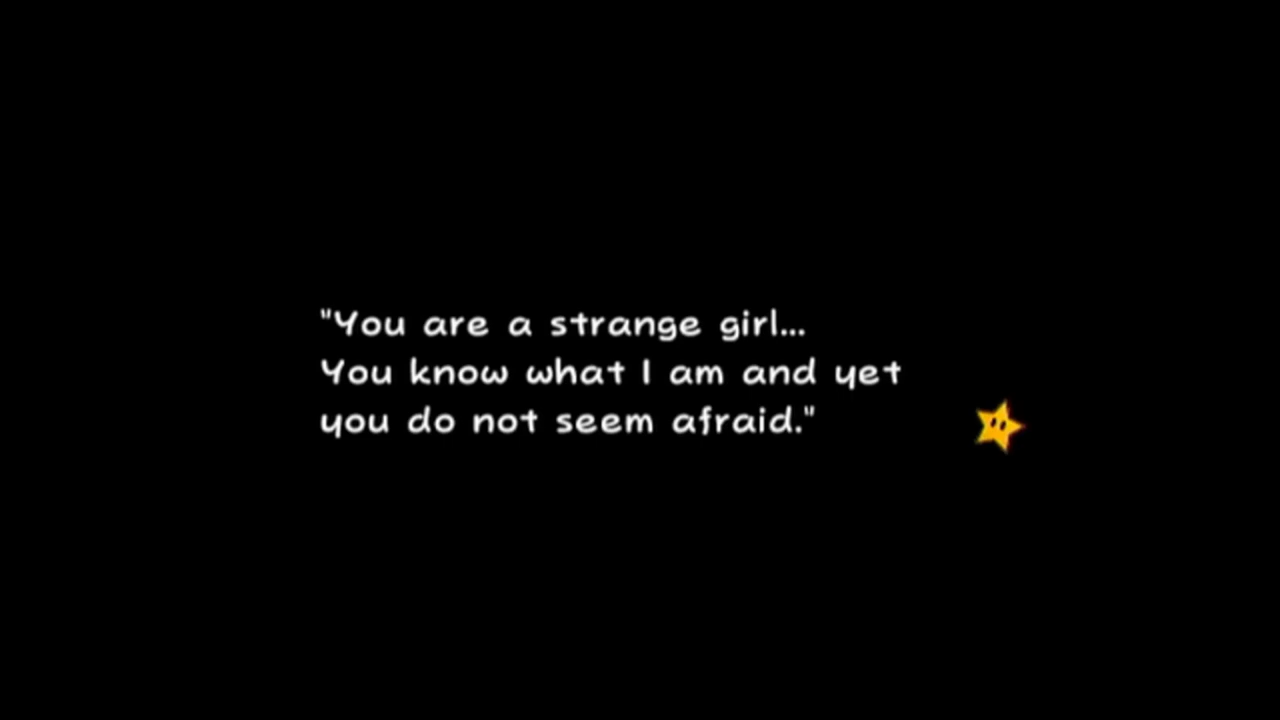 "You are a strange girl...
You know what I am and yet
you do not seem afraid."